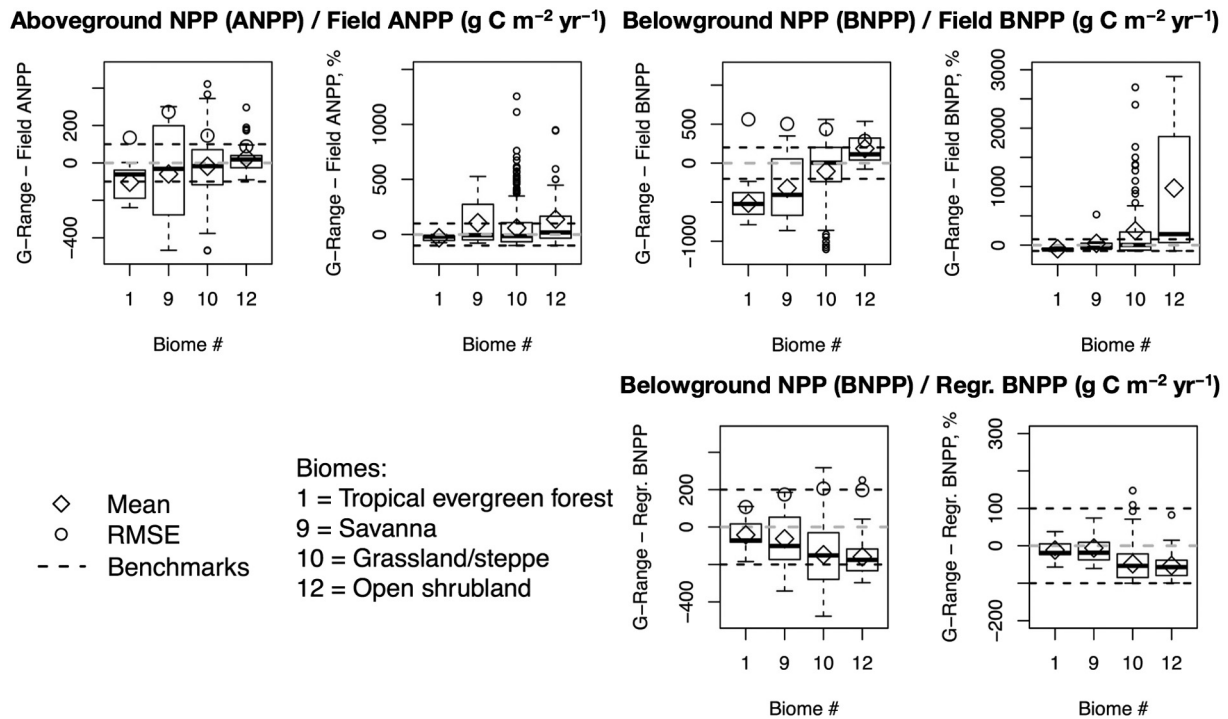 Aboveground NPP (ANPP) / Field ANPP (g C m⁻² yr⁻¹)
G−Range − Field ANPP
200
0
−400
1 9 10 12
Biome #
G−Range − Field ANPP, %
1000
500
0
1 9 10 12
Biome #
Belowground NPP (BNPP) / Field BNPP (g C m⁻² yr⁻¹)
G−Range − Field BNPP
500
0
−1000
1 9 10 12
Biome #
G−Range − Field BNPP, %
3000
1000
0
1 9 10 12
Biome #
Belowground NPP (BNPP) / Regr. BNPP (g C m⁻² yr⁻¹)
G−Range − Regr. BNPP
200
0
−400
1 9 10 12
Biome #
G−Range − Regr. BNPP, %
300
100
0
−200
1 9 10 12
Biome #
Mean
RMSE
Benchmarks
Biomes:
1 = Tropical evergreen forest
9 = Savanna
10 = Grassland/steppe
12 = Open shrubland